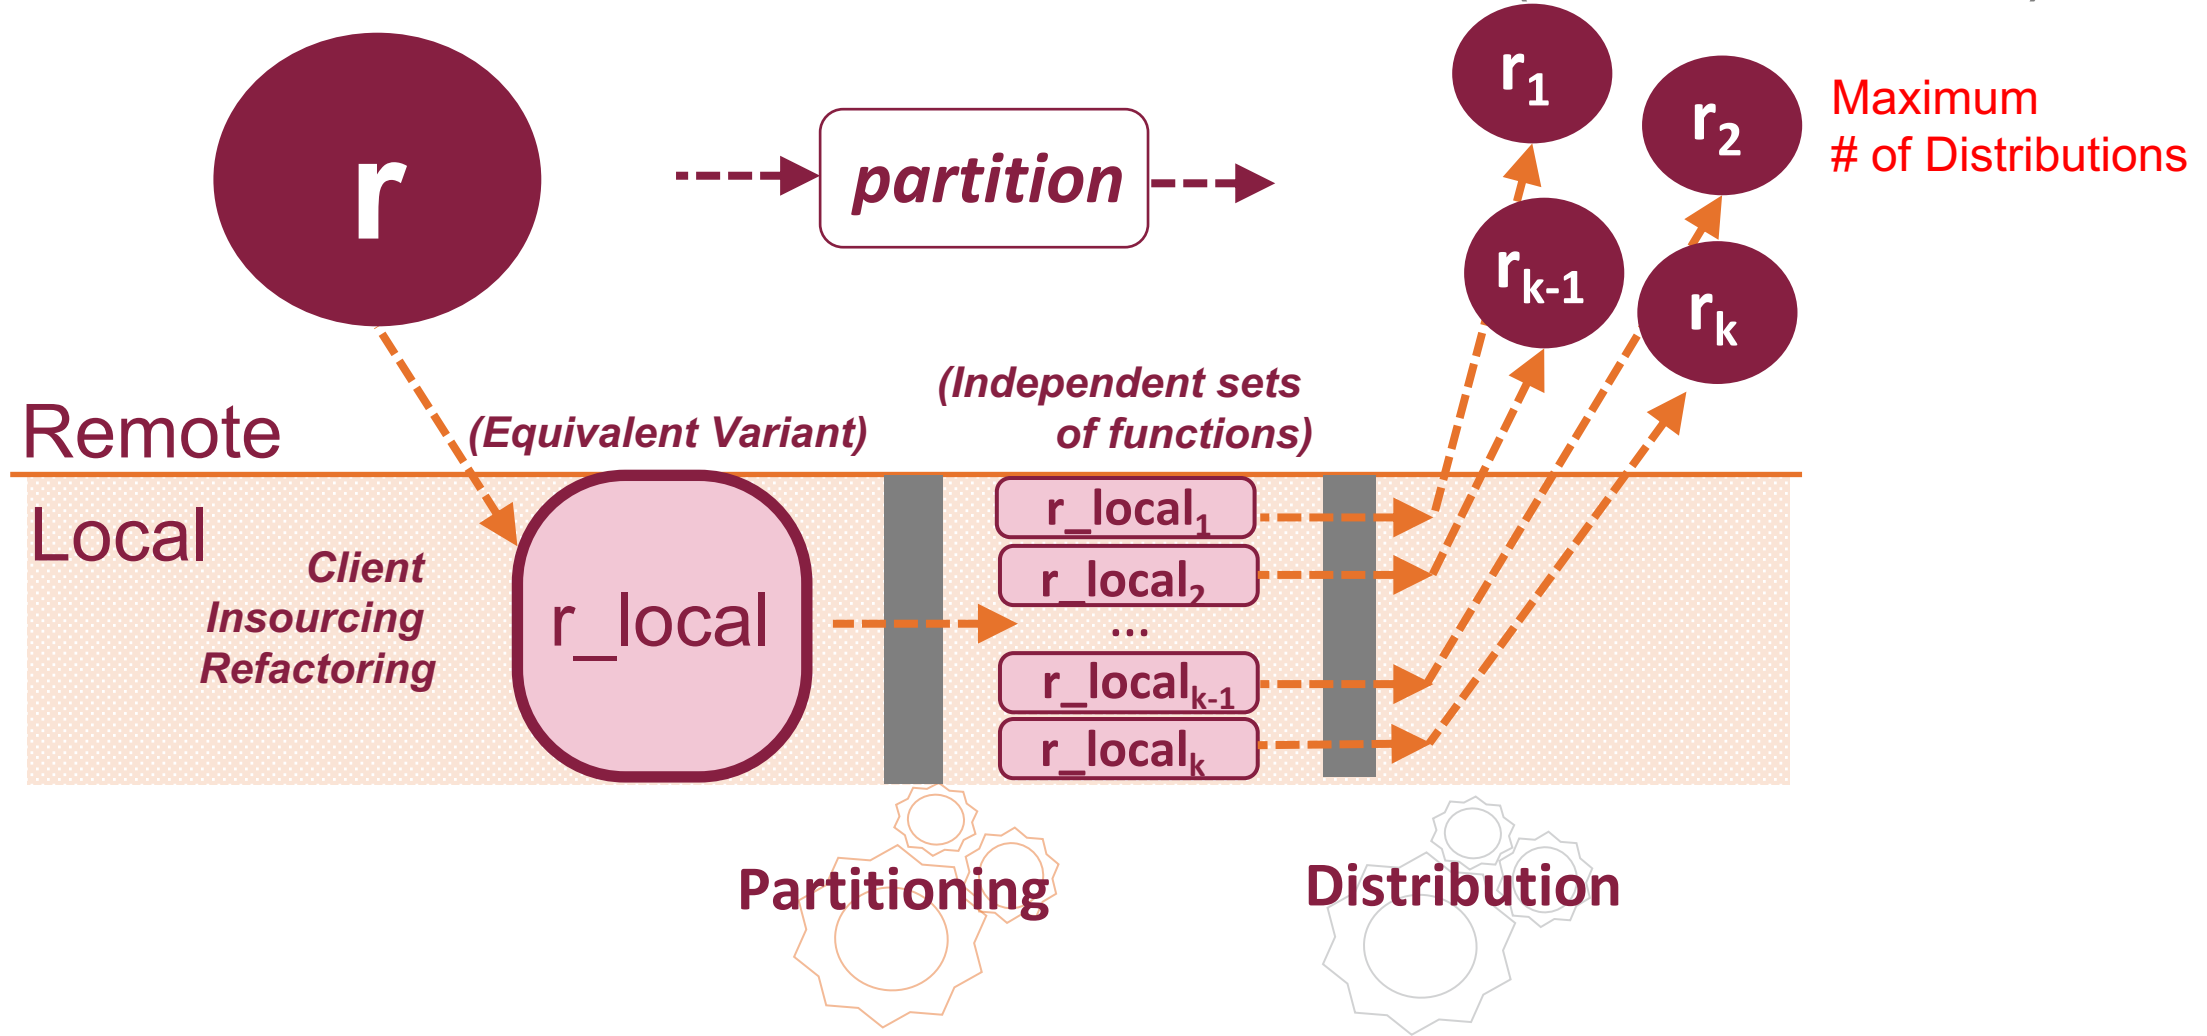 r
partition
r1
r2
rk-1
rk
Maximum
# of Distributions
Remote
(Equivalent Variant)
(Independent sets
of functions)
Local
Client
Insourcing
Refactoring
r_local
r_local1
r_local2
...
r_localk-1
r_localk
Partitioning
Distribution